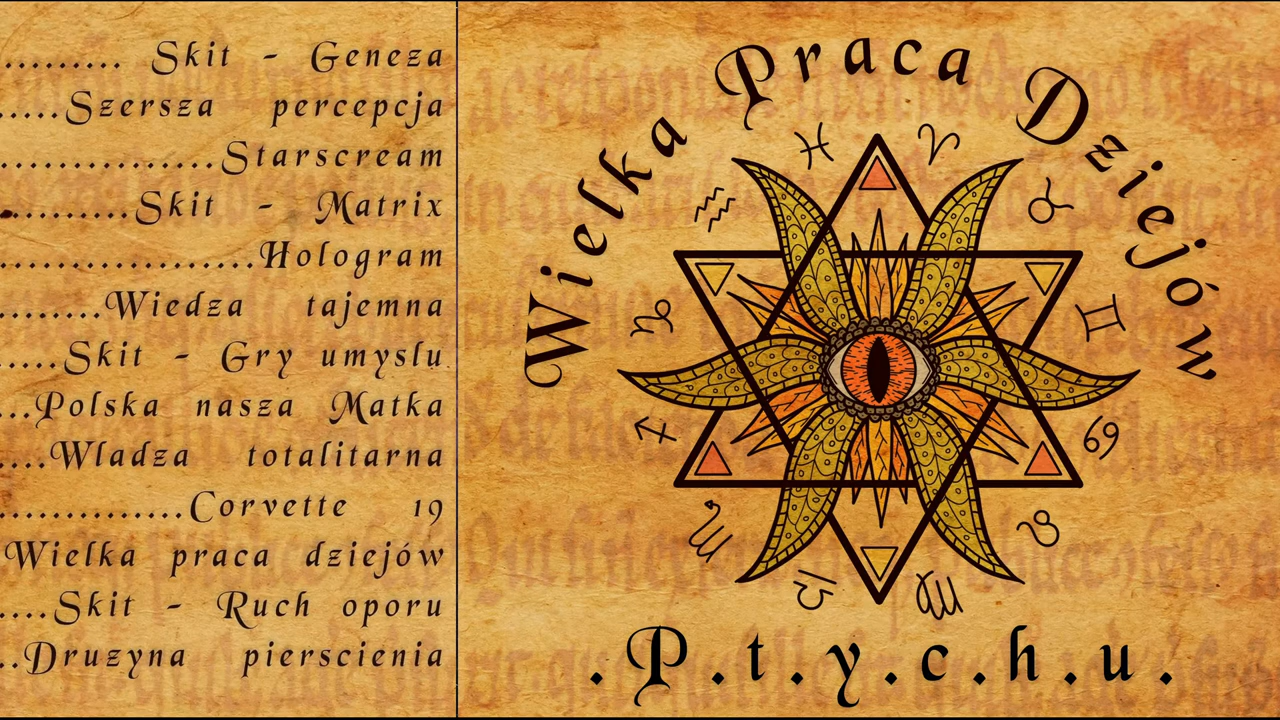 ......... Skit - Geneza
.....Szersza percepcja
...............Starscream
.........Skit - Matrix
.................Hologram
........Wiedza tajemna
.....Skit - Gry umyslu
...Polska nasza Matka
....Wladza totalitarna
..............Corvette 19
Wielka praca dziejów
....Skit - Ruch oporu
..Druzyna pierscienia
Wielka Praca Dziejów
.P.t.y.c.h.u.